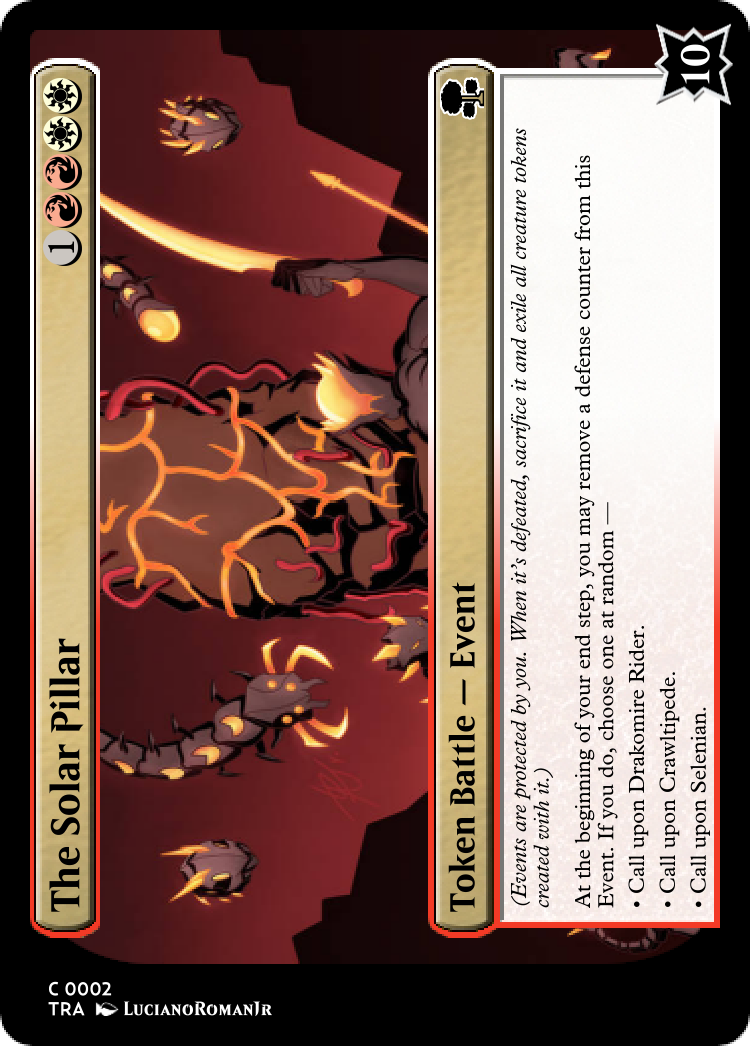 The Solar Pillar
1
Token Battle — Event
(Events are protected by you. When it's defeated, sacrifice it and exile all creature tokens
created with it.)
At the beginning of your end step, you may remove a defense counter from this
Event. If you do, choose one at random —
• Call upon Drakomire Rider.
• Call upon Crawltipede.
• Call upon Selenian.
10
C 0002
TRA LucianoRomanJr